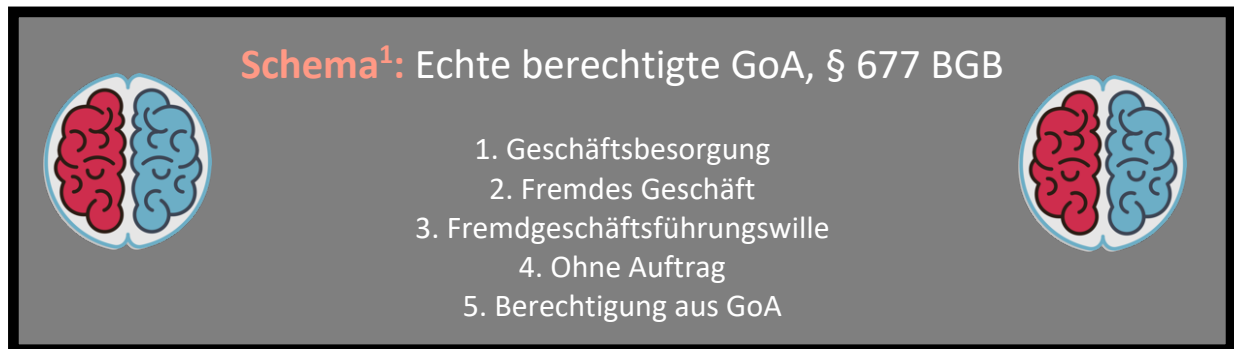 Schema¹: Echte berechtigte GoA, § 677 BGB
1. Geschäftsbesorgung
2. Fremdes Geschäft
3. Fremdgeschäftsführungswille
4. Ohne Auftrag
5. Berechtigung aus GoA